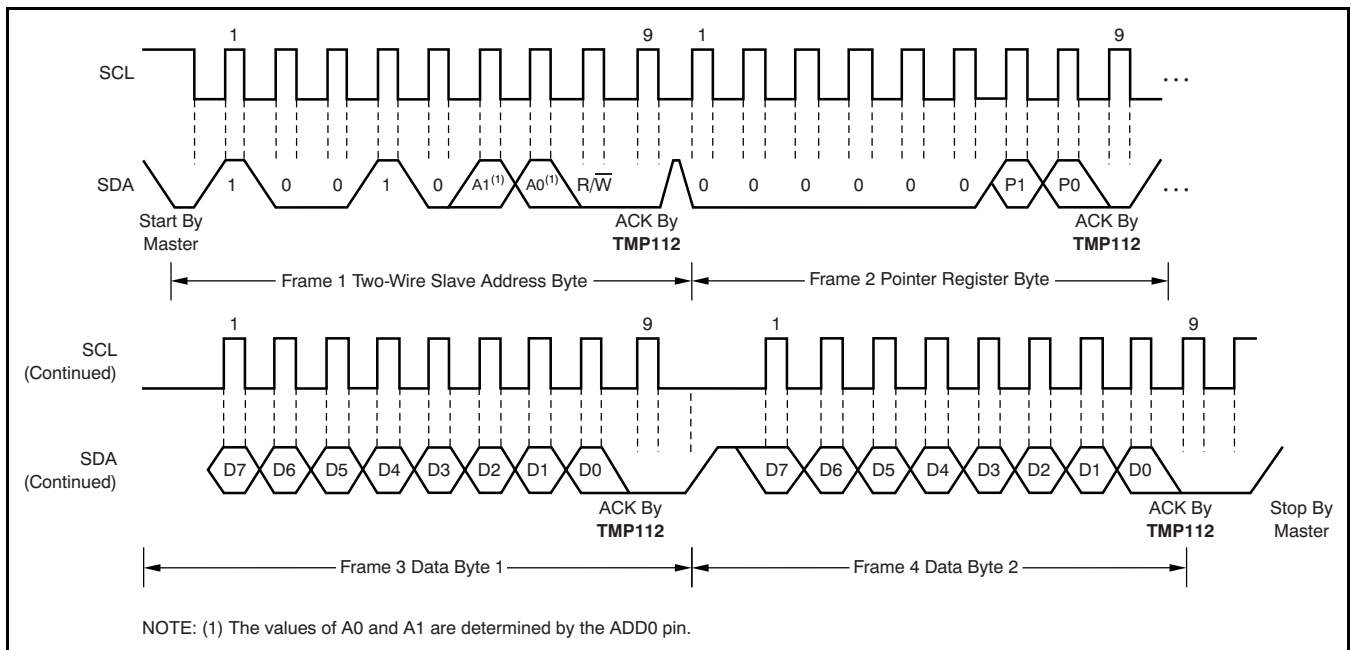 1 9 1 9
SCL ...
SDA 1 0 0 1 0 A1(1) A0(1) R/W̅ 0 0 0 0 0 0 P1 P0 ...
Start By Master
ACK By TMP112
ACK By TMP112
Frame 1 Two-Wire Slave Address Byte
Frame 2 Pointer Register Byte
1 9 1 9
SCL (Continued)
SDA (Continued) D7 D6 D5 D4 D3 D2 D1 D0 D7 D6 D5 D4 D3 D2 D1 D0
ACK By TMP112
ACK By TMP112
Stop By Master
Frame 3 Data Byte 1
Frame 4 Data Byte 2
NOTE: (1) The values of A0 and A1 are determined by the ADD0 pin.